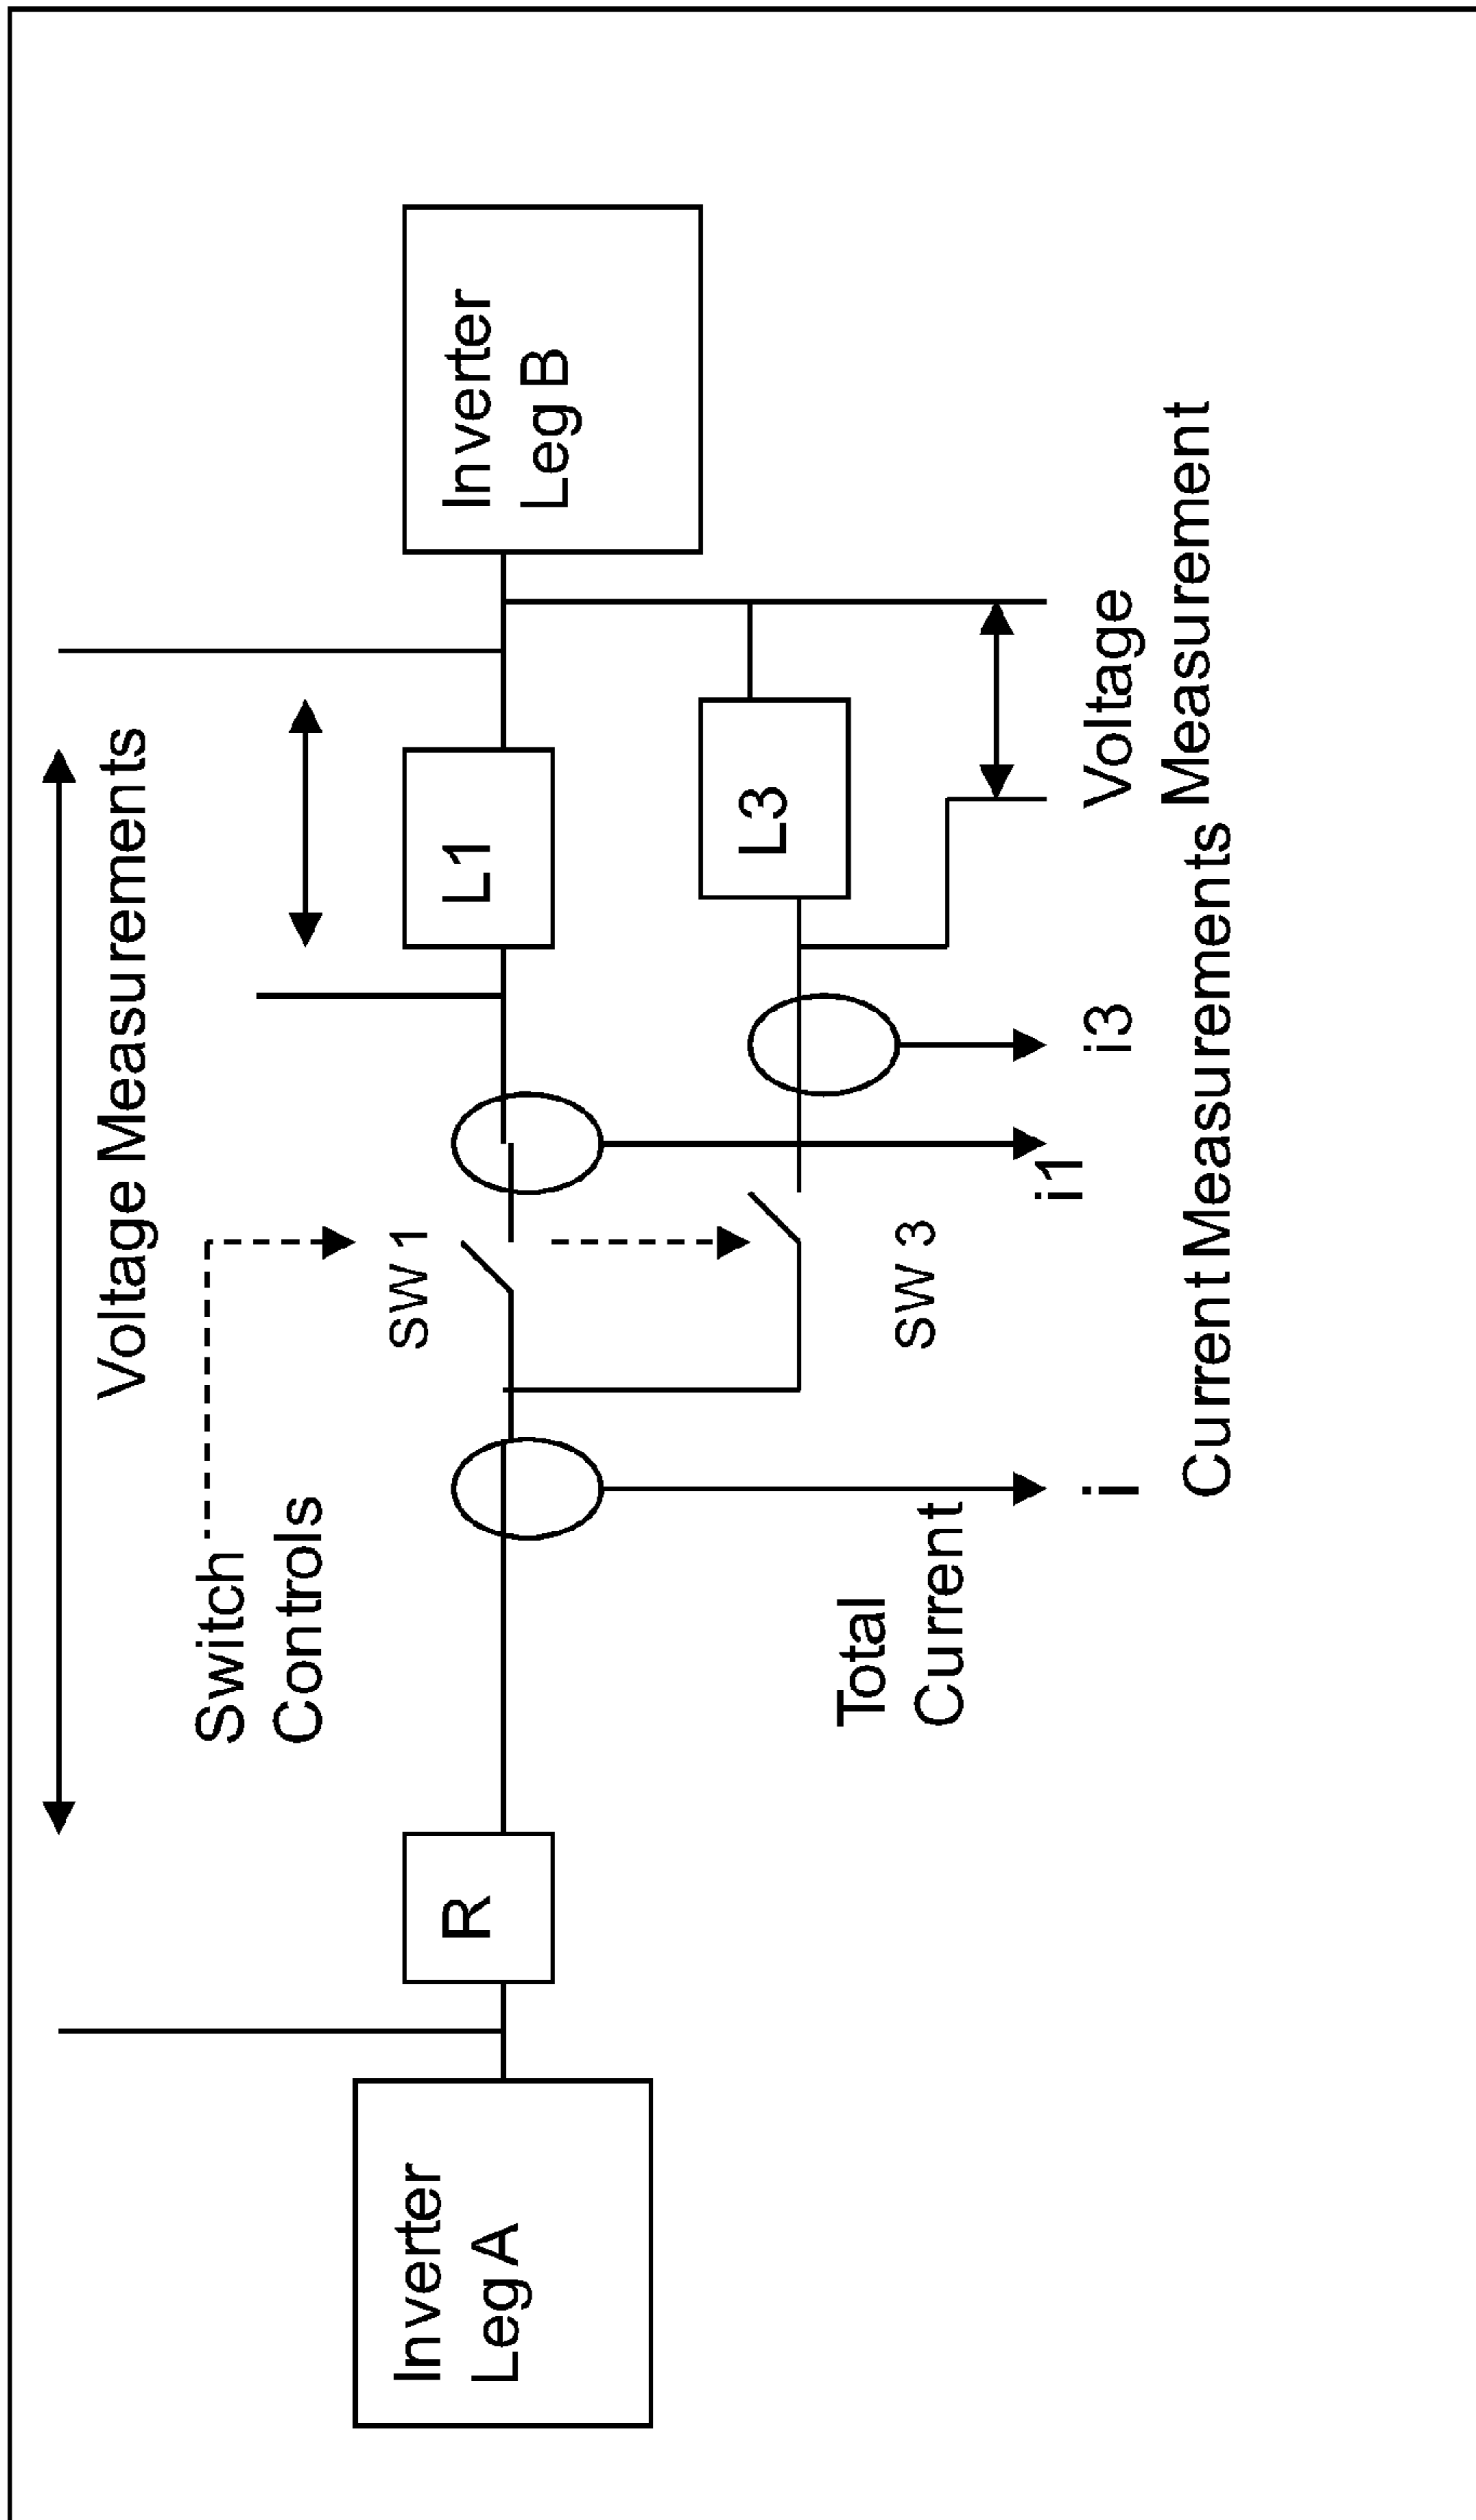 Voltage Measurements
Switch
Controls
SW 1
Inverter
Leg A
R
L1
Inverter
Leg B
L3
SW 3
Total
Current
i
i1
i3
Voltage
Measurement
Current Measurements